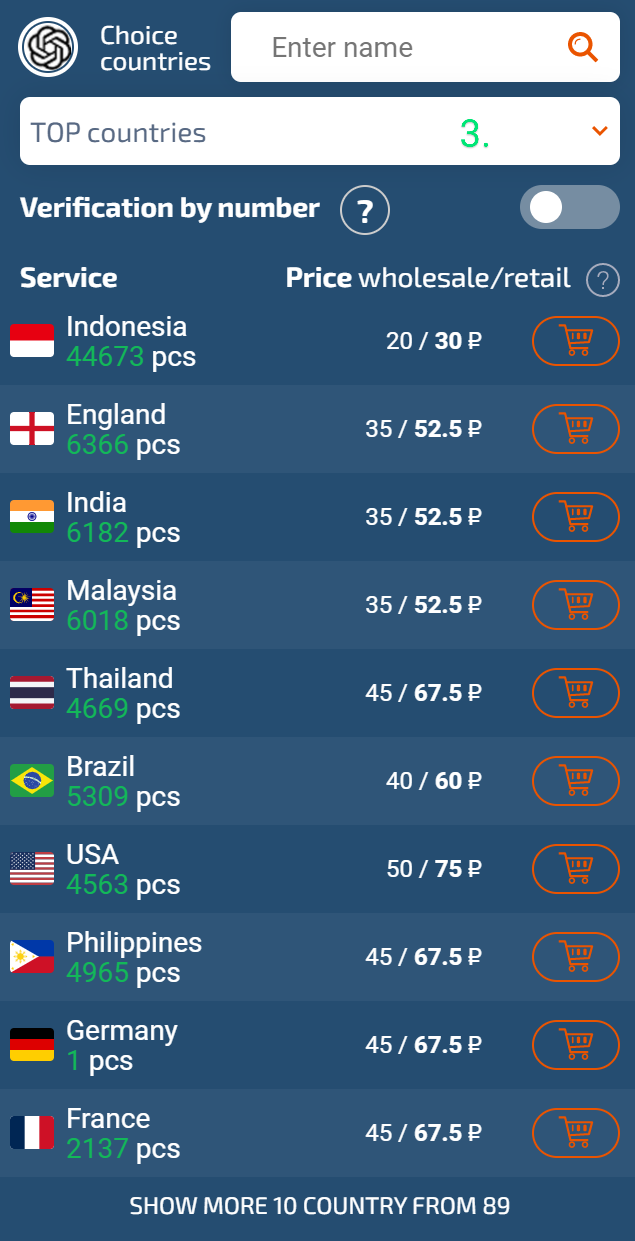 Choice
countries
Enter name
TOP countries
3.
Verification by number
?
Service
Price wholesale/retail
?
Indonesia
44673 pcs
20 / 30 ₽
England
6366 pcs
35 / 52.5 ₽
India
6182 pcs
35 / 52.5 ₽
Malaysia
6018 pcs
35 / 52.5 ₽
Thailand
4669 pcs
45 / 67.5 ₽
Brazil
5309 pcs
40 / 60 ₽
USA
4563 pcs
50 / 75 ₽
Philippines
4965 pcs
45 / 67.5 ₽
Germany
1 pcs
45 / 67.5 ₽
France
2137 pcs
45 / 67.5 ₽
SHOW MORE 10 COUNTRY FROM 89